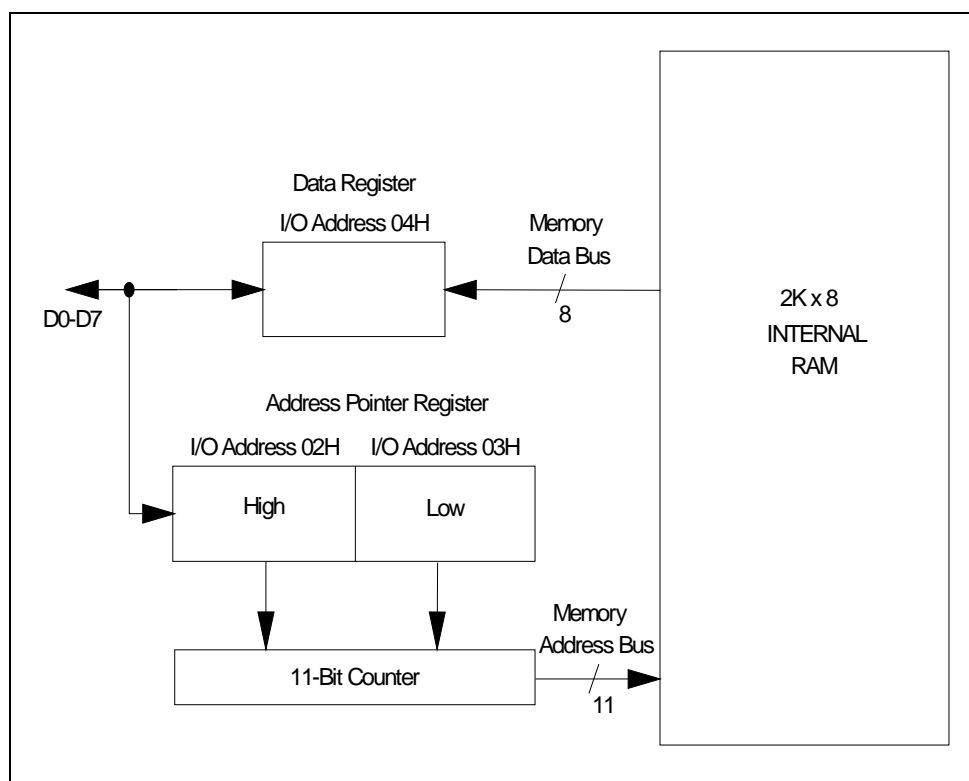 Data Register
I/O Address 04H
Memory
Data Bus
8
D0-D7
2K x 8
INTERNAL
RAM
Address Pointer Register
I/O Address 02H
I/O Address 03H
High
Low
Memory
Address Bus
11-Bit Counter
11